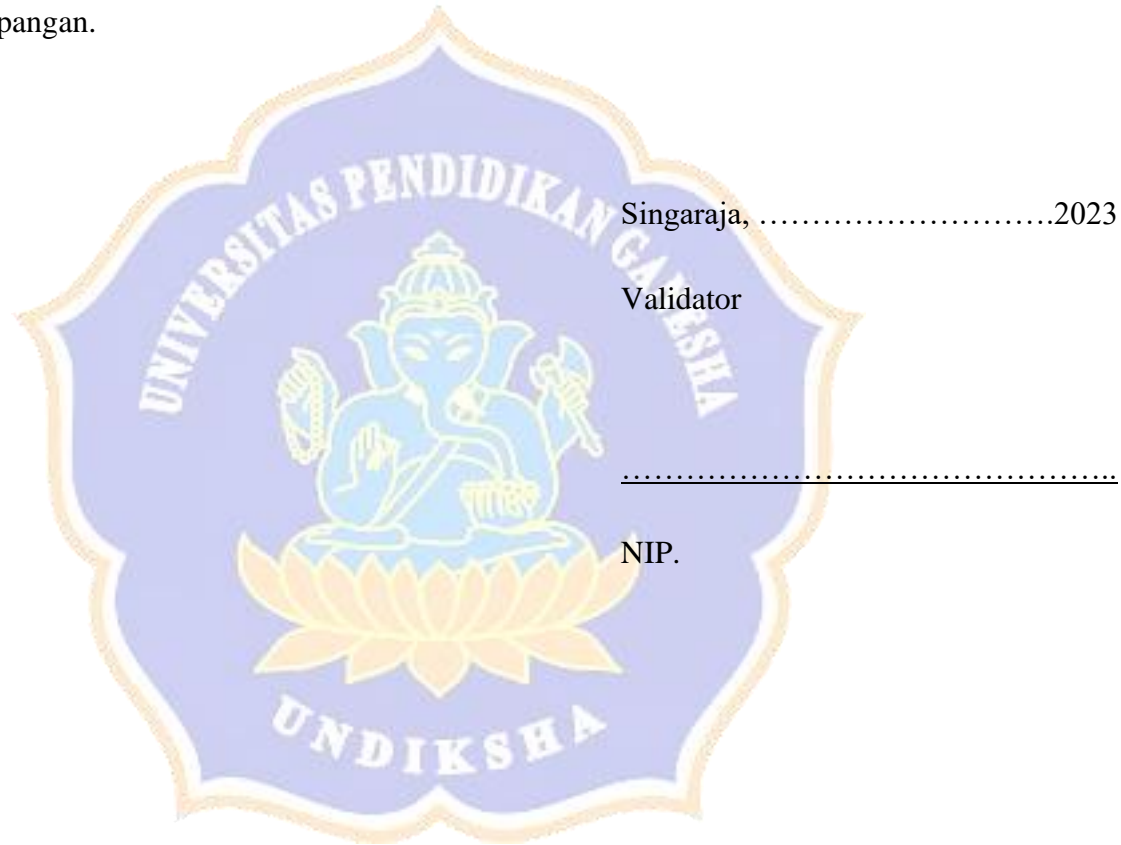 pangan.
UNIVERSITAS PENDIDIKAN GANESHA
Singaraja, ……………………….2023
Validator
………………………………………..
NIP.
UNDIKSHA